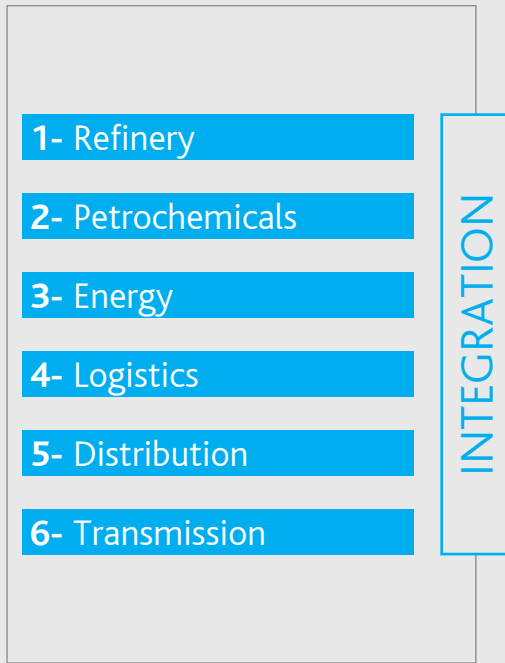 1- Refinery
2- Petrochemicals
3- Energy
4- Logistics
5- Distribution
6- Transmission
INTEGRATION